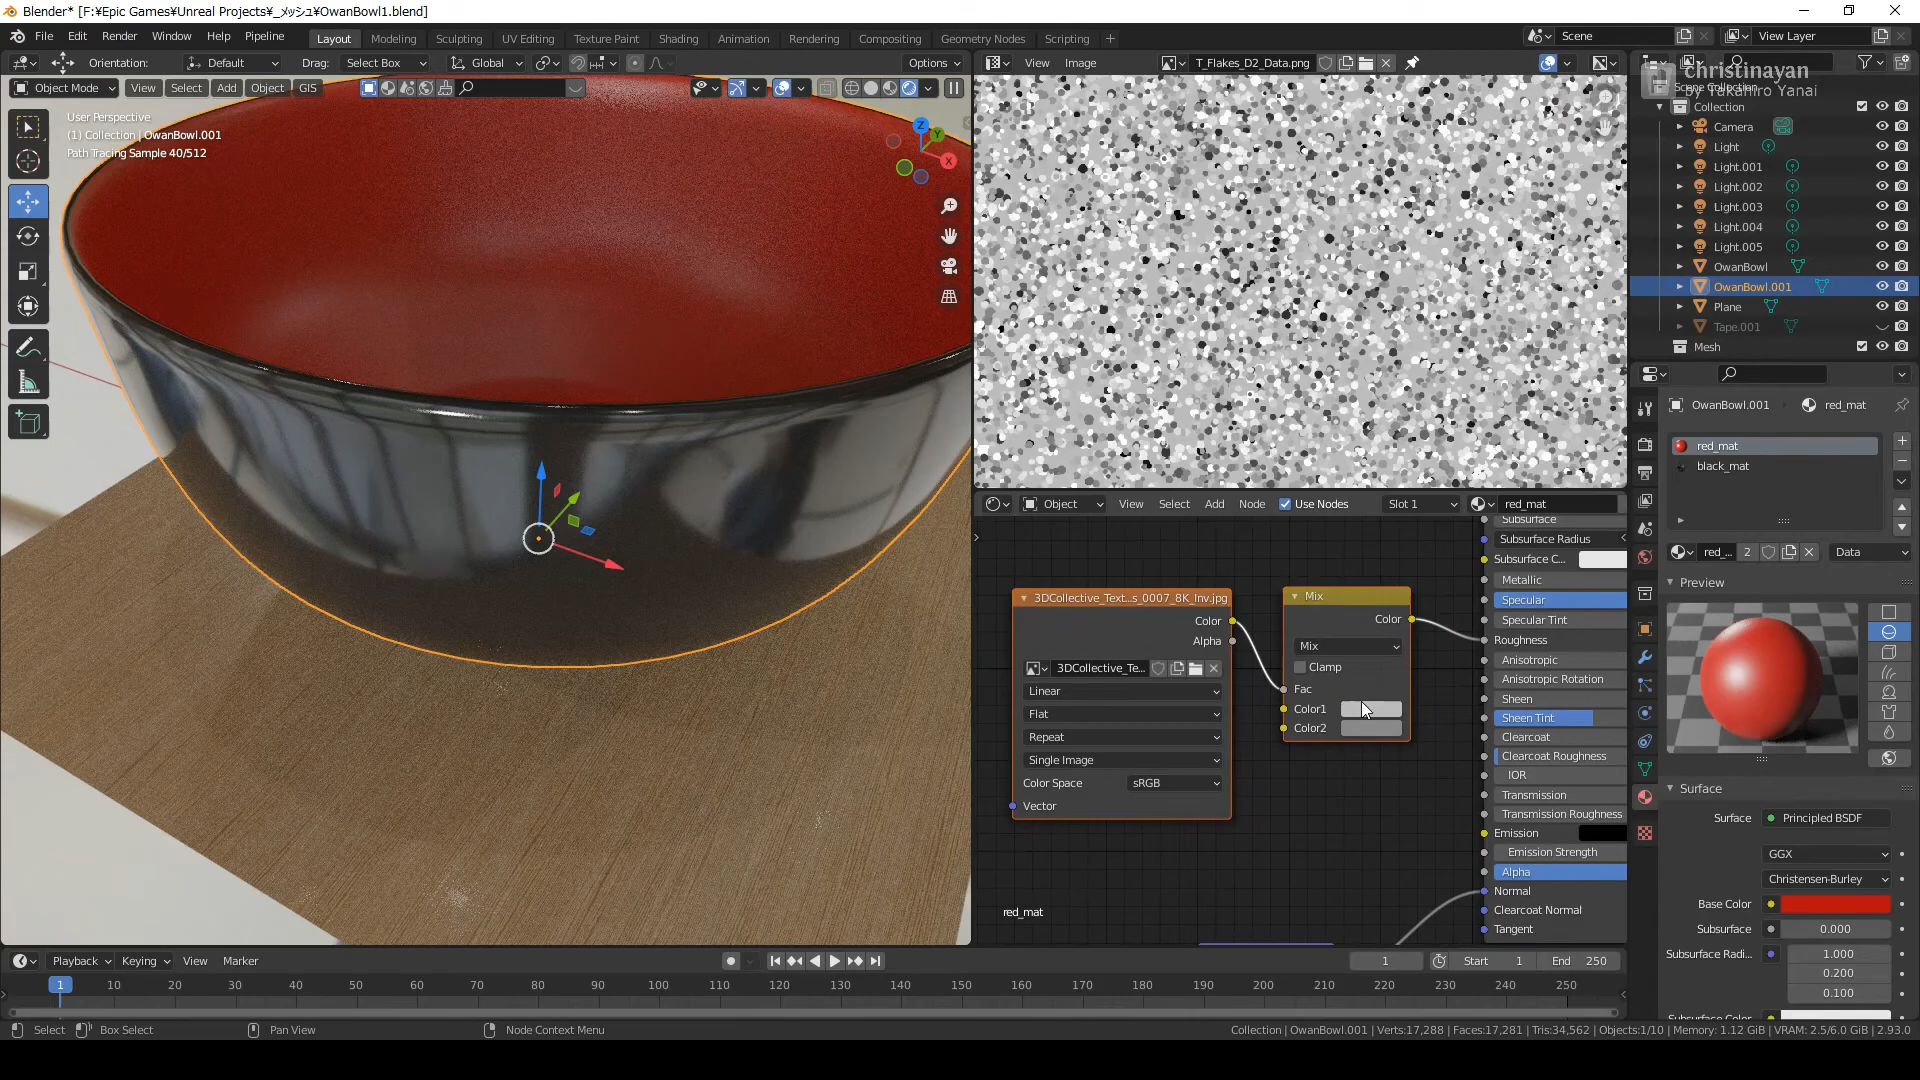 Blender* [F:¥Epic Games¥Unreal Projects¥_メッシュ¥OwanBowl1.blend]
File Edit Render Window Help Pipeline
Layout Modeling Sculpting UV Editing Texture Paint Shading Animation Rendering Compositing Geometry Nodes Scripting +
Scene
View Layer
Orientation: Default Drag: Select Box Global Options
View Image T_Flakes_D2_Data.png
christinayan
by Takahiro Yanai
Object Mode View Select Add Object GIS
User Perspective
(1) Collection | OwanBowl.001
Path Tracing Sample 40/512
Z
Y
X
Collection
Camera
Light
Light.001
Light.002
Light.003
Light.004
Light.005
OwanBowl
OwanBowl.001
Plane
Tape.001
Mesh
OwanBowl.001 red_mat
red_mat
black_mat
red_... 2 Data
Preview
Object View Select Add Node Use Nodes Slot 1 red_mat
Subsurface
Subsurface Radius
Subsurface C...
Metallic
Specular
Specular Tint
Roughness
Anisotropic
Anisotropic Rotation
Sheen
Sheen Tint
Clearcoat
Clearcoat Roughness
IOR
Transmission
Transmission Roughness
Emission
Emission Strength
Alpha
Normal
Clearcoat Normal
Tangent
3DCollective_Text...s_0007_8K_Inv.jpg
Color
Alpha
3DCollective_Te...
Linear
Flat
Repeat
Single Image
Color Space sRGB
Vector
Mix
Color
Mix
Clamp
Fac
Color1
Color2
red_mat
Surface
Surface Principled BSDF
GGX
Christensen-Burley
Base Color
Subsurface 0.000
Subsurface Radi... 1.000
0.200
0.100
Subsurface Color
Playback Keying View Marker
1 Start 1 End 250
1 10 20 30 40 50 60 70 80 90 100 110 120 130 140 150 160 170 180 190 200 210 220 230 240 250
Select Box Select Pan View Node Context Menu
Collection | OwanBowl.001 | Verts:17,288 | Faces:17,281 | Tris:34,562 | Objects:1/10 | Memory: 1.12 GiB | VRAM: 2.5/6.0 GiB | 2.93.0